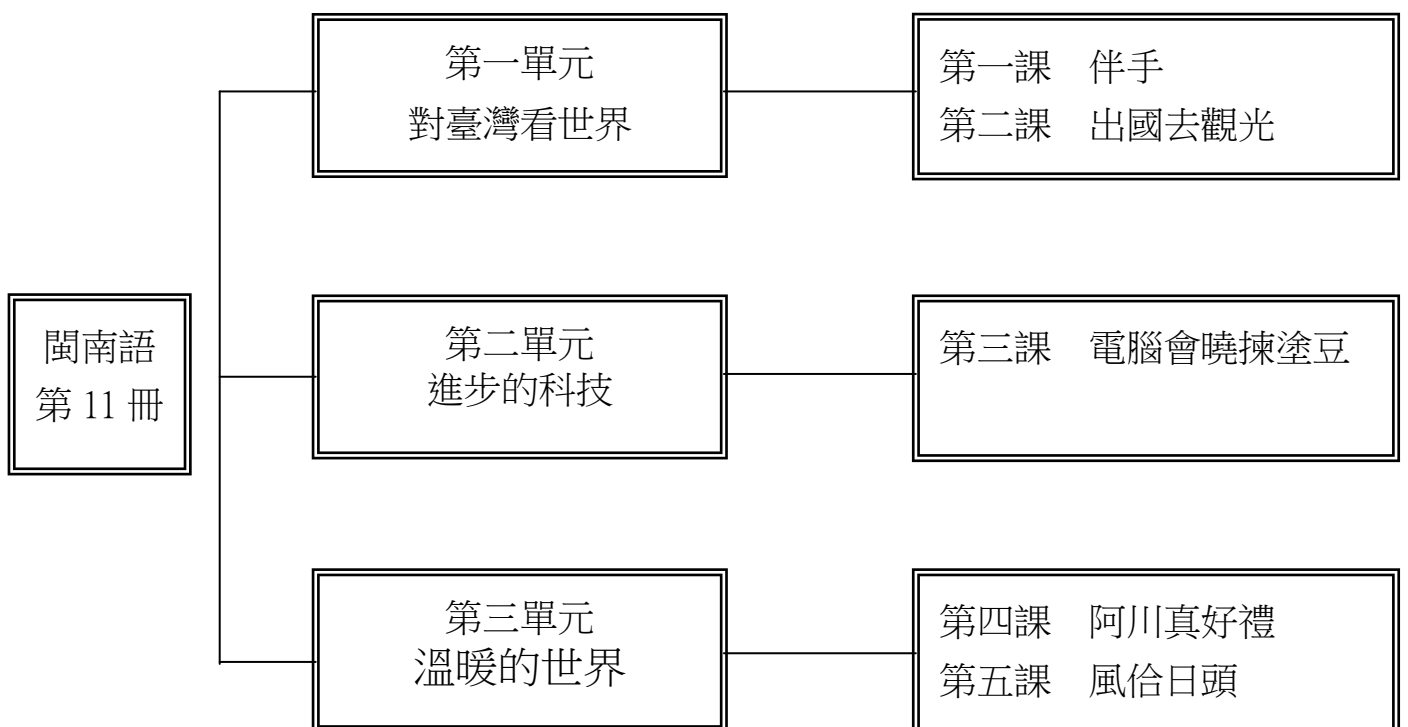 閩南語
第 11 冊
第一單元
對臺灣看世界
第一課　伴手
第二課　出國去觀光
第二單元
進步的科技
第三課　電腦會曉揀塗豆
第三單元
溫暖的世界
第四課　阿川真好禮
第五課　風佮日頭